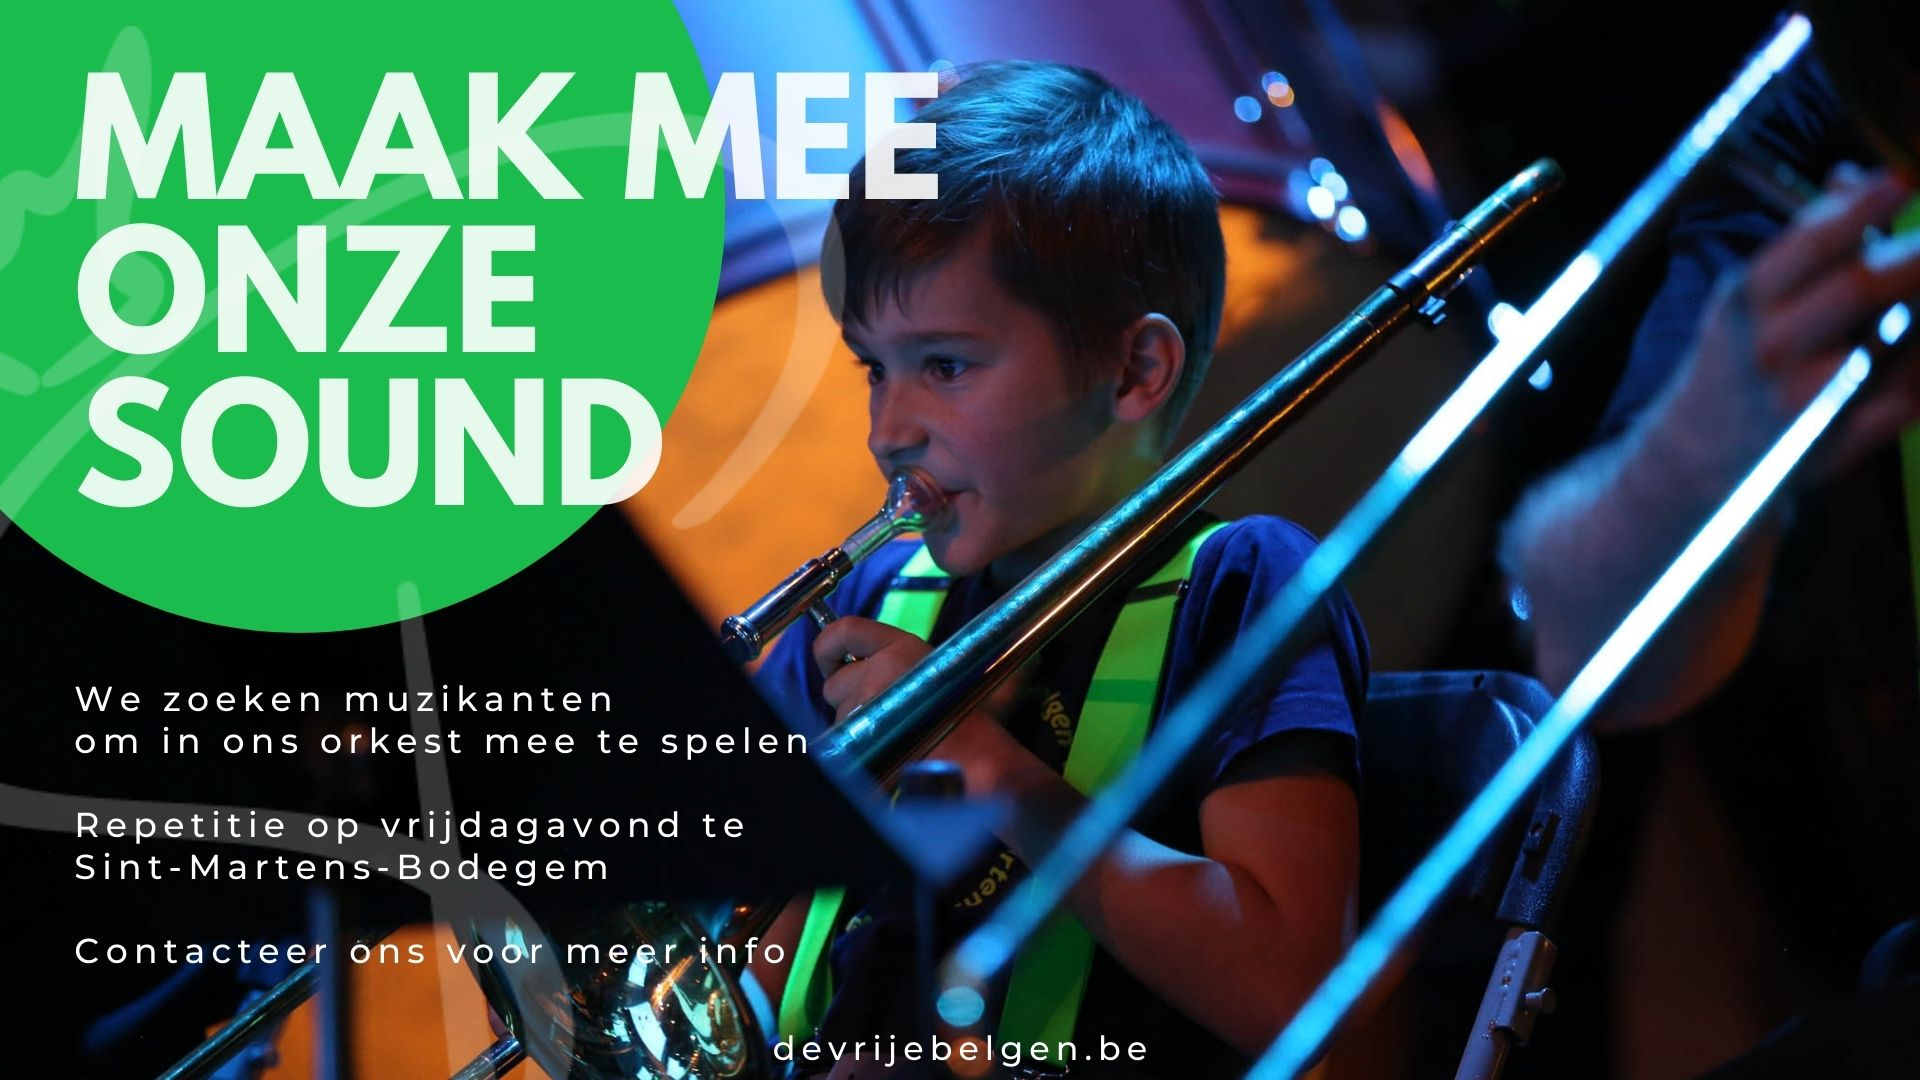 MAAK MEE
ONZE
SOUND
We zoeken muzikanten
om in ons orkest mee te spelen
Repetitie op vrijdagavond te
Sint-Martens-Bodegem
Contacteer ons voor meer info
devrijebelgen.be